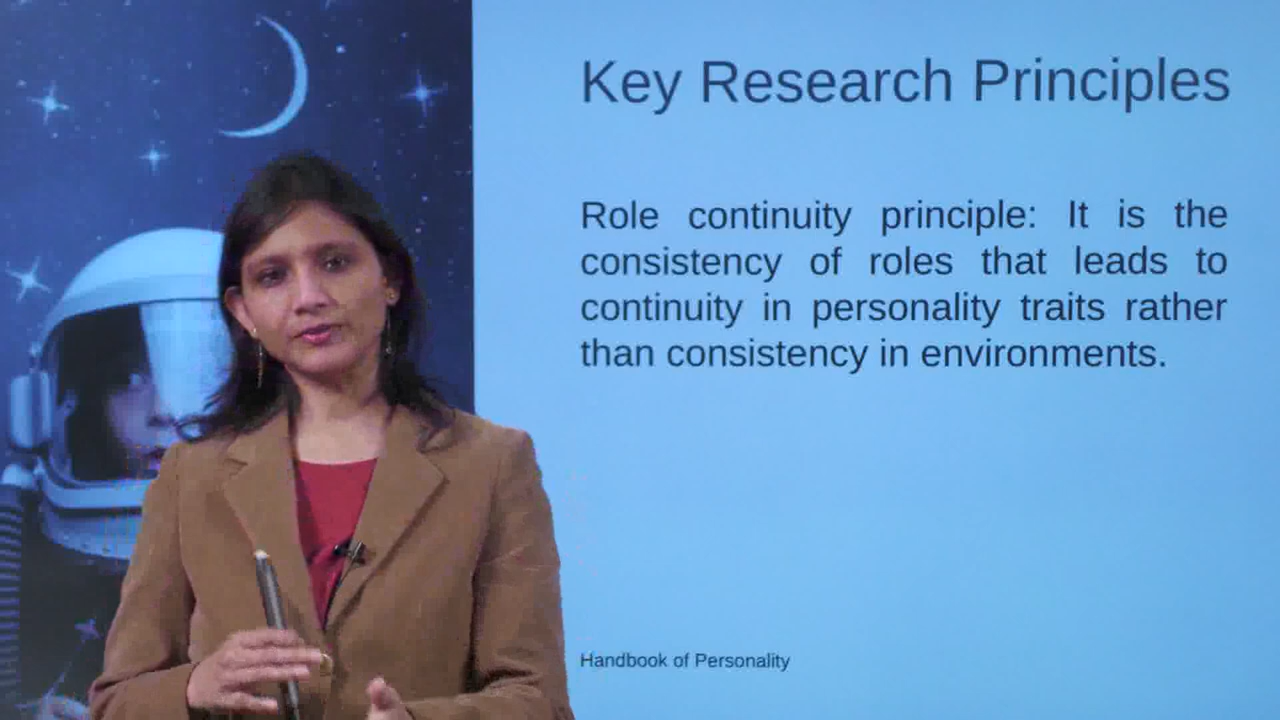 Key Research Principles
Role continuity principle: It is the
consistency of roles that leads to
continuity in personality traits rather
than consistency in environments.
Handbook of Personality